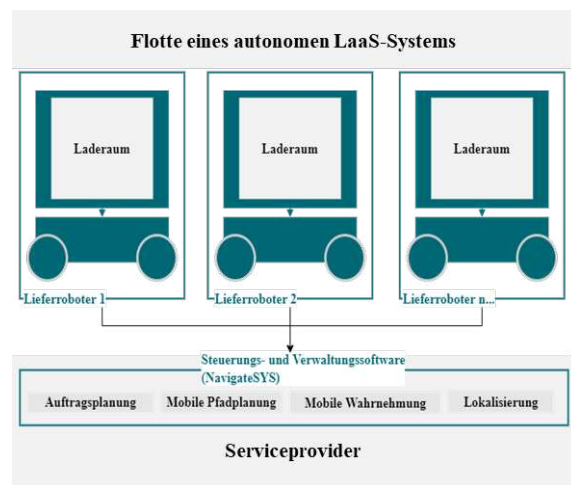 Flotte eines autonomen LaaS-Systems
Laderaum
Laderaum
Laderaum
Lieferroboter 1
Lieferroboter 2
Lieferroboter n...
Steuerungs- und Verwaltungssoftware
(NavigateSYS)
Auftragsplanung
Mobile Pfadplanung
Mobile Wahrnehmung
Lokalisierung
Serviceprovider